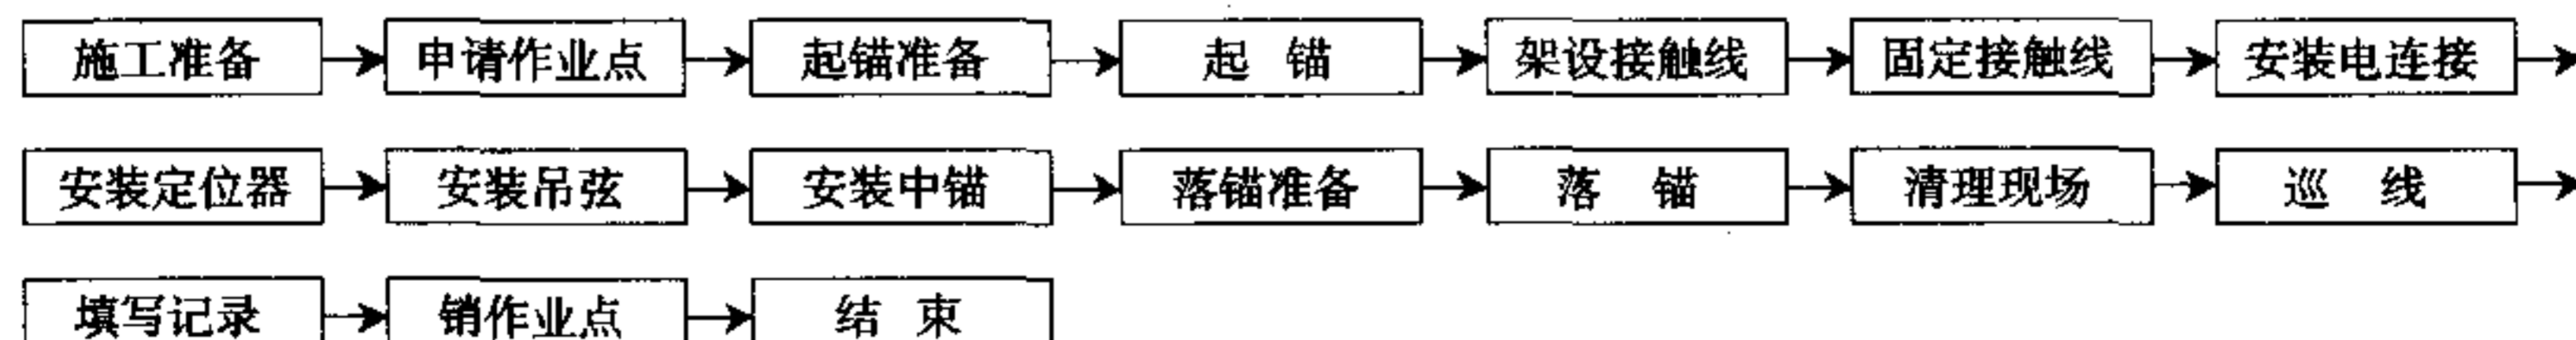 施工准备 申请作业点 起锚准备 起锚 架设接触线 固定接触线 安装电连接
安装定位器 安装吊弦 安装中锚 落锚准备 落锚 清理现场 巡线
填写记录 销作业点 结束